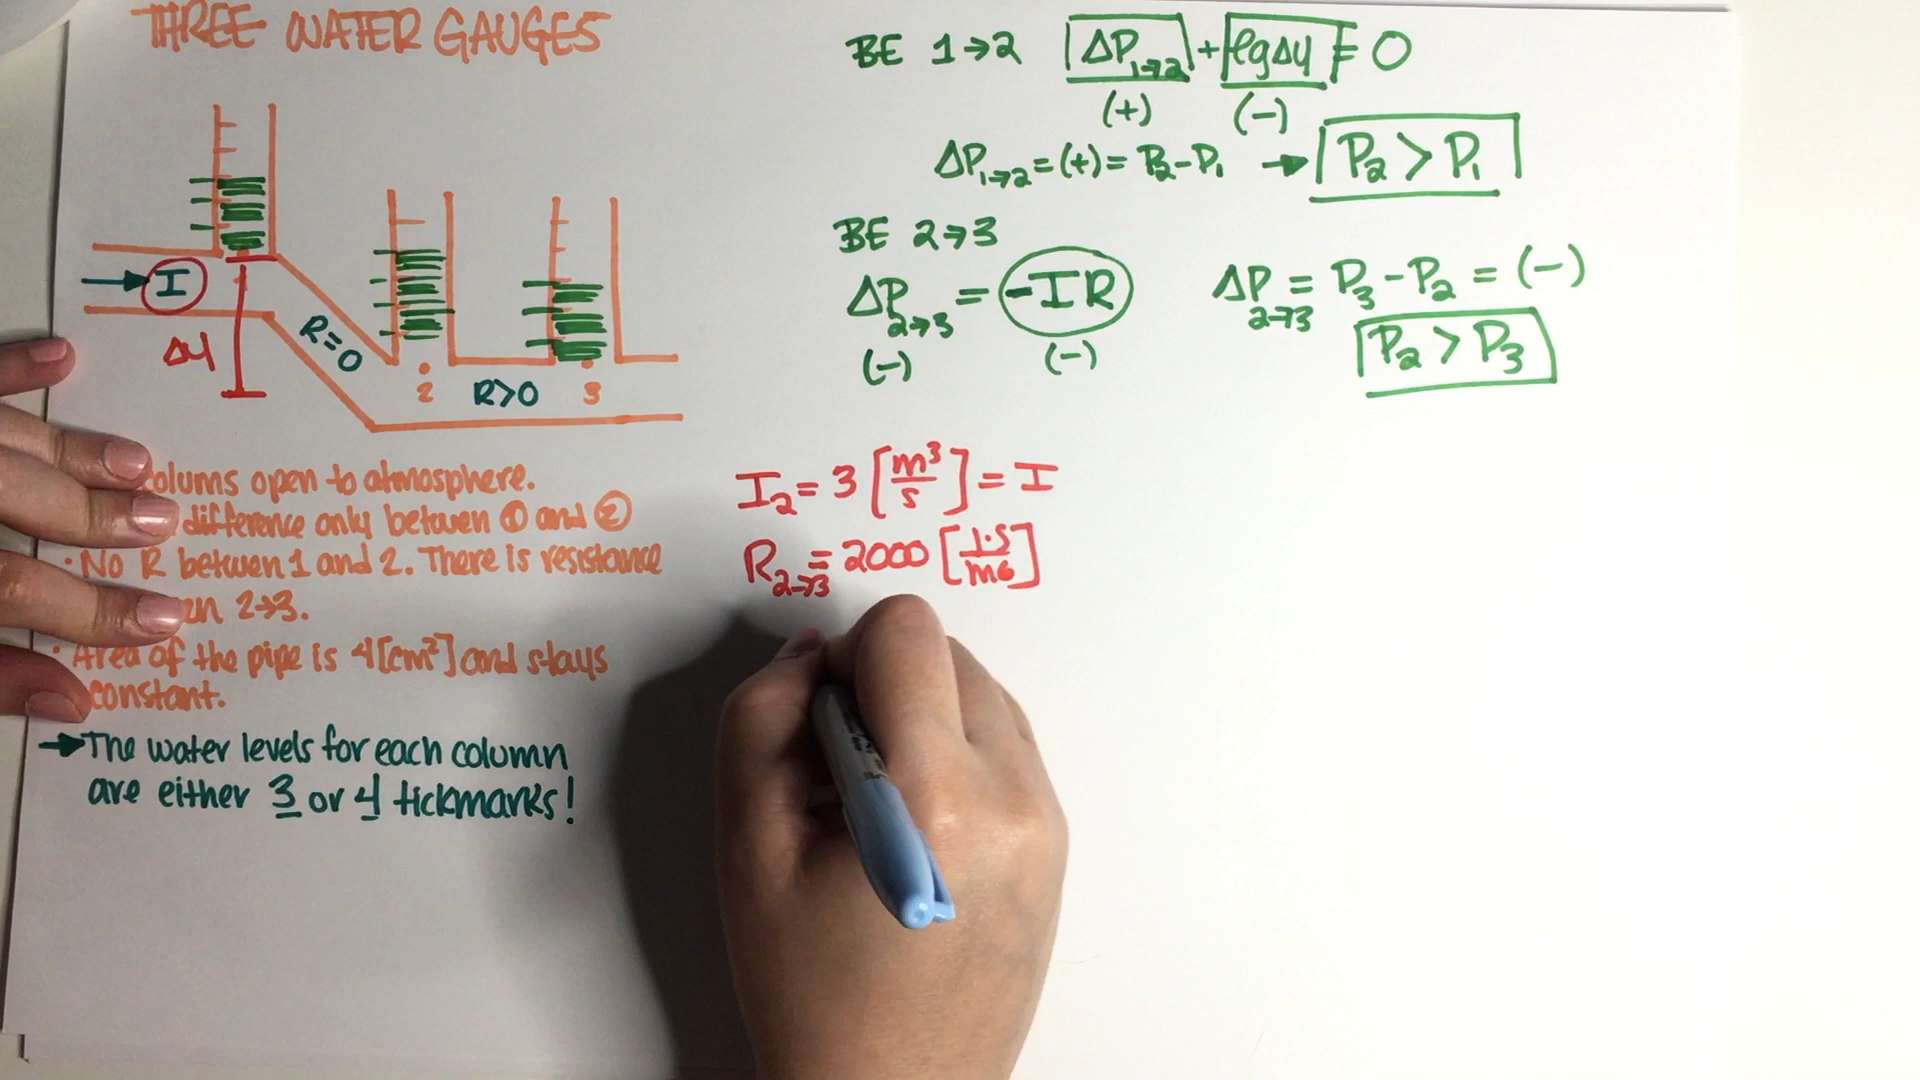 THREE WATER GAUGES
I
Δy
R=0
2
R>0
3
colums open to atmosphere.
difference only between ① and ②
· No R between 1 and 2. There is resistance
2→3.
· Area of the pipe is 4[cm²] and stays
constant.
→ The water levels for each column
are either 3 or 4 tickmarks!
BE 1→2 ΔP1→2 + ρgΔy = 0
(+) (-)
ΔP1→2 = (+) = P2-P1 → P2 > P1
BE 2→3
ΔP2→3 = -IR
(-) (-)
ΔP2→3 = P3-P2 = (-)
P2 > P3
I2 = 3 [m³/s] = I
R2→3 = 2000 [J·s/m6]